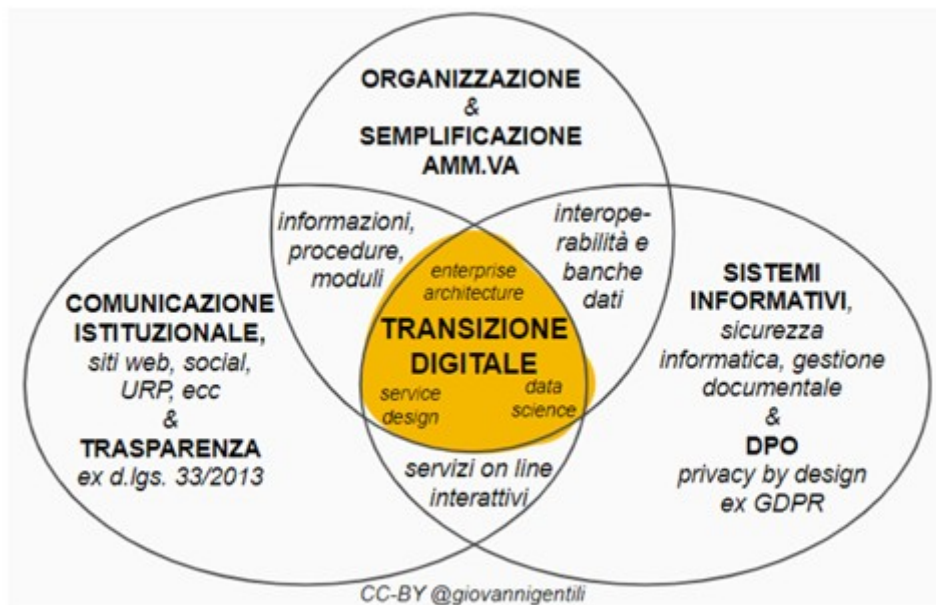 ORGANIZZAZIONE
&
SEMPLIFICAZIONE
AMM.VA
informazioni,
procedure,
moduli
interope-
rabilità e
banche
dati
enterprise
architecture
TRANSIZIONE
DIGITALE
service
design
data
science
COMUNICAZIONE
ISTITUZIONALE,
siti web, social,
URP, ecc
&
TRASPARENZA
ex d.lgs. 33/2013
SISTEMI
INFORMATIVI,
sicurezza
informatica, gestione
documentale
&
DPO
privacy by design
ex GDPR
servizi on line
interattivi
CC-BY @giovannigentili